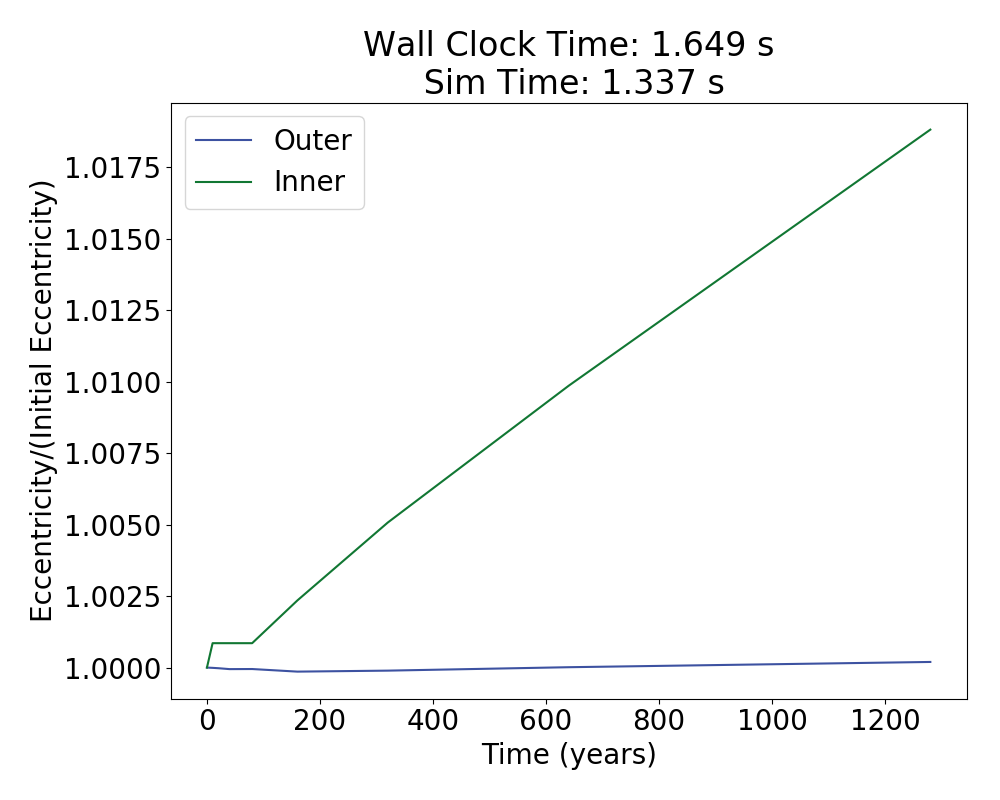 Wall Clock Time: 1.649 s
Sim Time: 1.337 s
Outer
Inner
Eccentricity/(Initial Eccentricity)
1.0175
1.0150
1.0125
1.0100
1.0075
1.0050
1.0025
1.0000
0 200 400 600 800 1000 1200
Time (years)